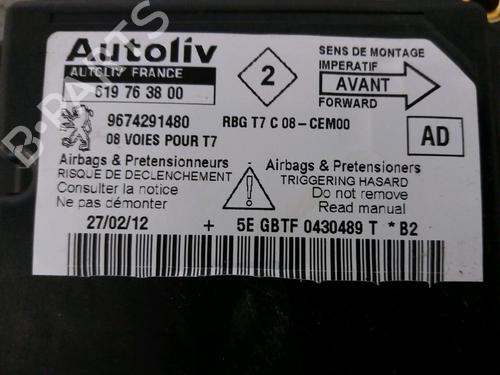 Autoliv
AUTOLIV FRANCE
619 76 38 00
2
SENS DE MONTAGE
IMPERATIF
AVANT
FORWARD
9674291480
RBG T7 C 08-CEM00
08 VOIES POUR T7
AD
Airbags & Pretensionneurs
RISQUE DE DECLENCHEMENT
Consulter la notice
Ne pas démonter
Airbags & Pretensioners
TRIGGERING HASARD
Do not remove
Read manual
27/02/12 + 5E GBTF 0430489 T *B2
B-PARTS